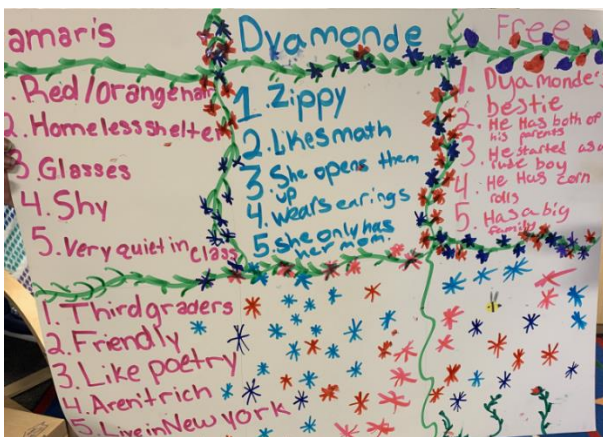 amaris
. Red/orange hair
2. Homeless shelter
3. Glasses
4. Shy
5. Very quiet in class
Dyamonde
1. Zippy
2. Likes math
3. She opens them
up
4. wears earings
5. she only has
her mom.
Free
1. Dyamonde's
bestie
2. He Has both of
his parents
3. He started as a
rude boy
4. He Has corn
rolls
5. Has a big
family
1. Third graders
2. Friendly
3. Like poetry
4. Arent rich
5. Live in New york